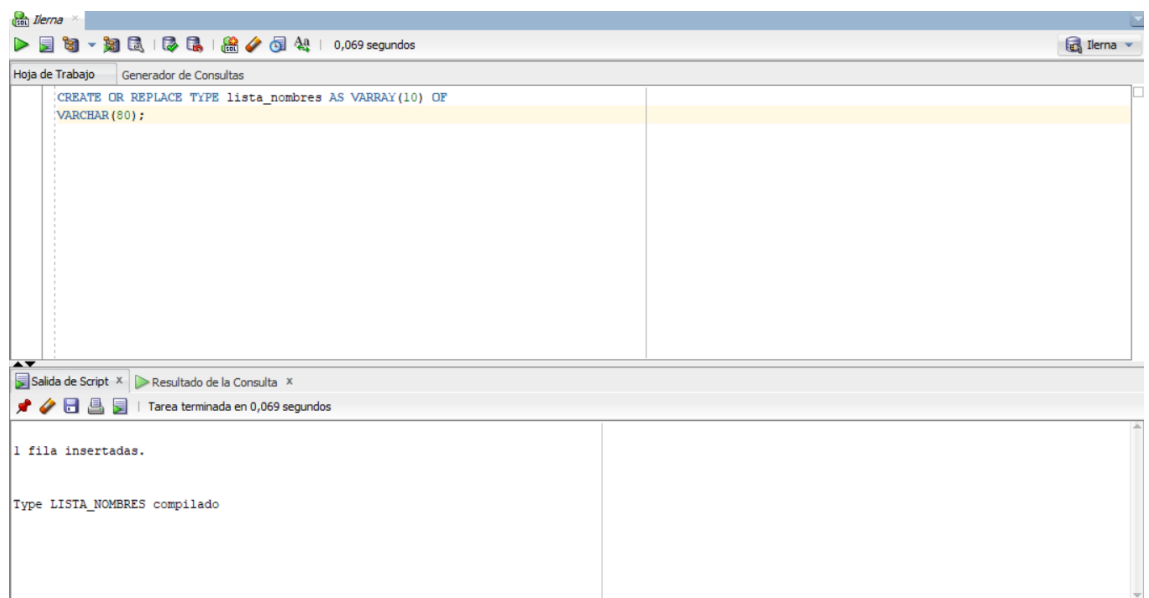 Ilerna
0,069 segundos
Ilerna
Hoja de Trabajo
Generador de Consultas
CREATE OR REPLACE TYPE lista_nombres AS VARRAY(10) OF
VARCHAR(80);
Salida de Script
Resultado de la Consulta
Tarea terminada en 0,069 segundos
1 fila insertadas.
Type LISTA_NOMBRES compilado